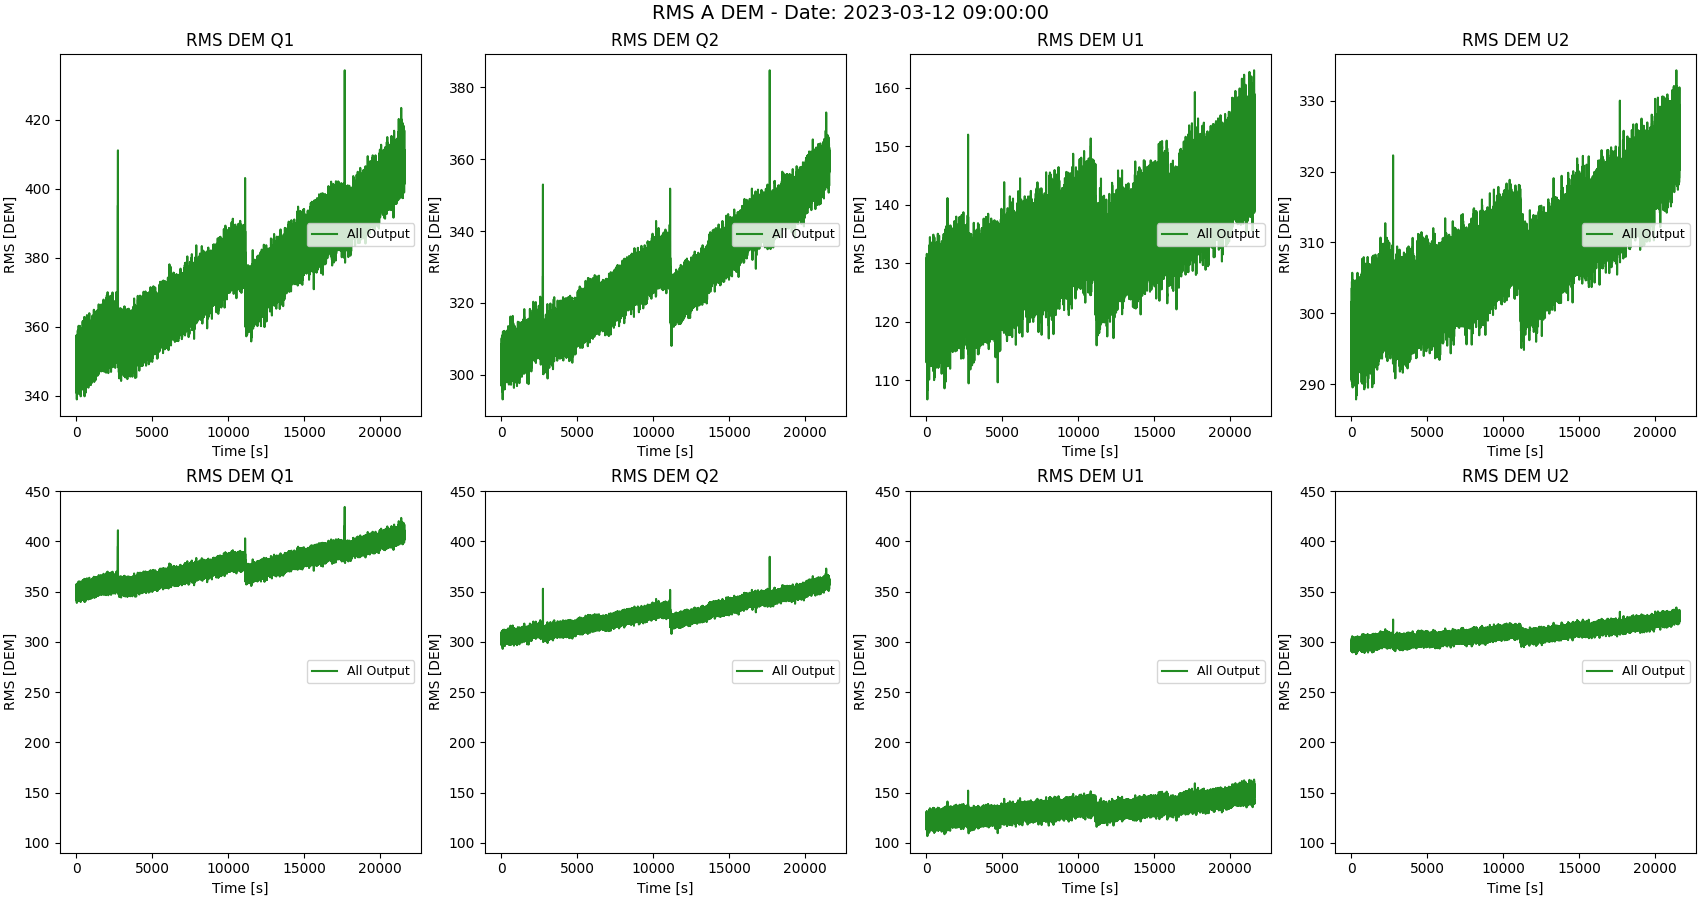 RMS A DEM - Date: 2023-03-12 09:00:00
RMS DEM Q1
RMS [DEM]
420
400
380
360
340
All Output
0 5000 10000 15000 20000
Time [s]
RMS DEM Q2
RMS [DEM]
380
360
340
320
300
All Output
0 5000 10000 15000 20000
Time [s]
RMS DEM U1
RMS [DEM]
160
150
140
130
120
110
All Output
0 5000 10000 15000 20000
Time [s]
RMS DEM U2
RMS [DEM]
330
320
310
300
290
All Output
0 5000 10000 15000 20000
Time [s]
RMS DEM Q1
RMS [DEM]
450
400
350
300
250
200
150
100
All Output
0 5000 10000 15000 20000
Time [s]
RMS DEM Q2
RMS [DEM]
450
400
350
300
250
200
150
100
All Output
0 5000 10000 15000 20000
Time [s]
RMS DEM U1
RMS [DEM]
450
400
350
300
250
200
150
100
All Output
0 5000 10000 15000 20000
Time [s]
RMS DEM U2
RMS [DEM]
450
400
350
300
250
200
150
100
All Output
0 5000 10000 15000 20000
Time [s]